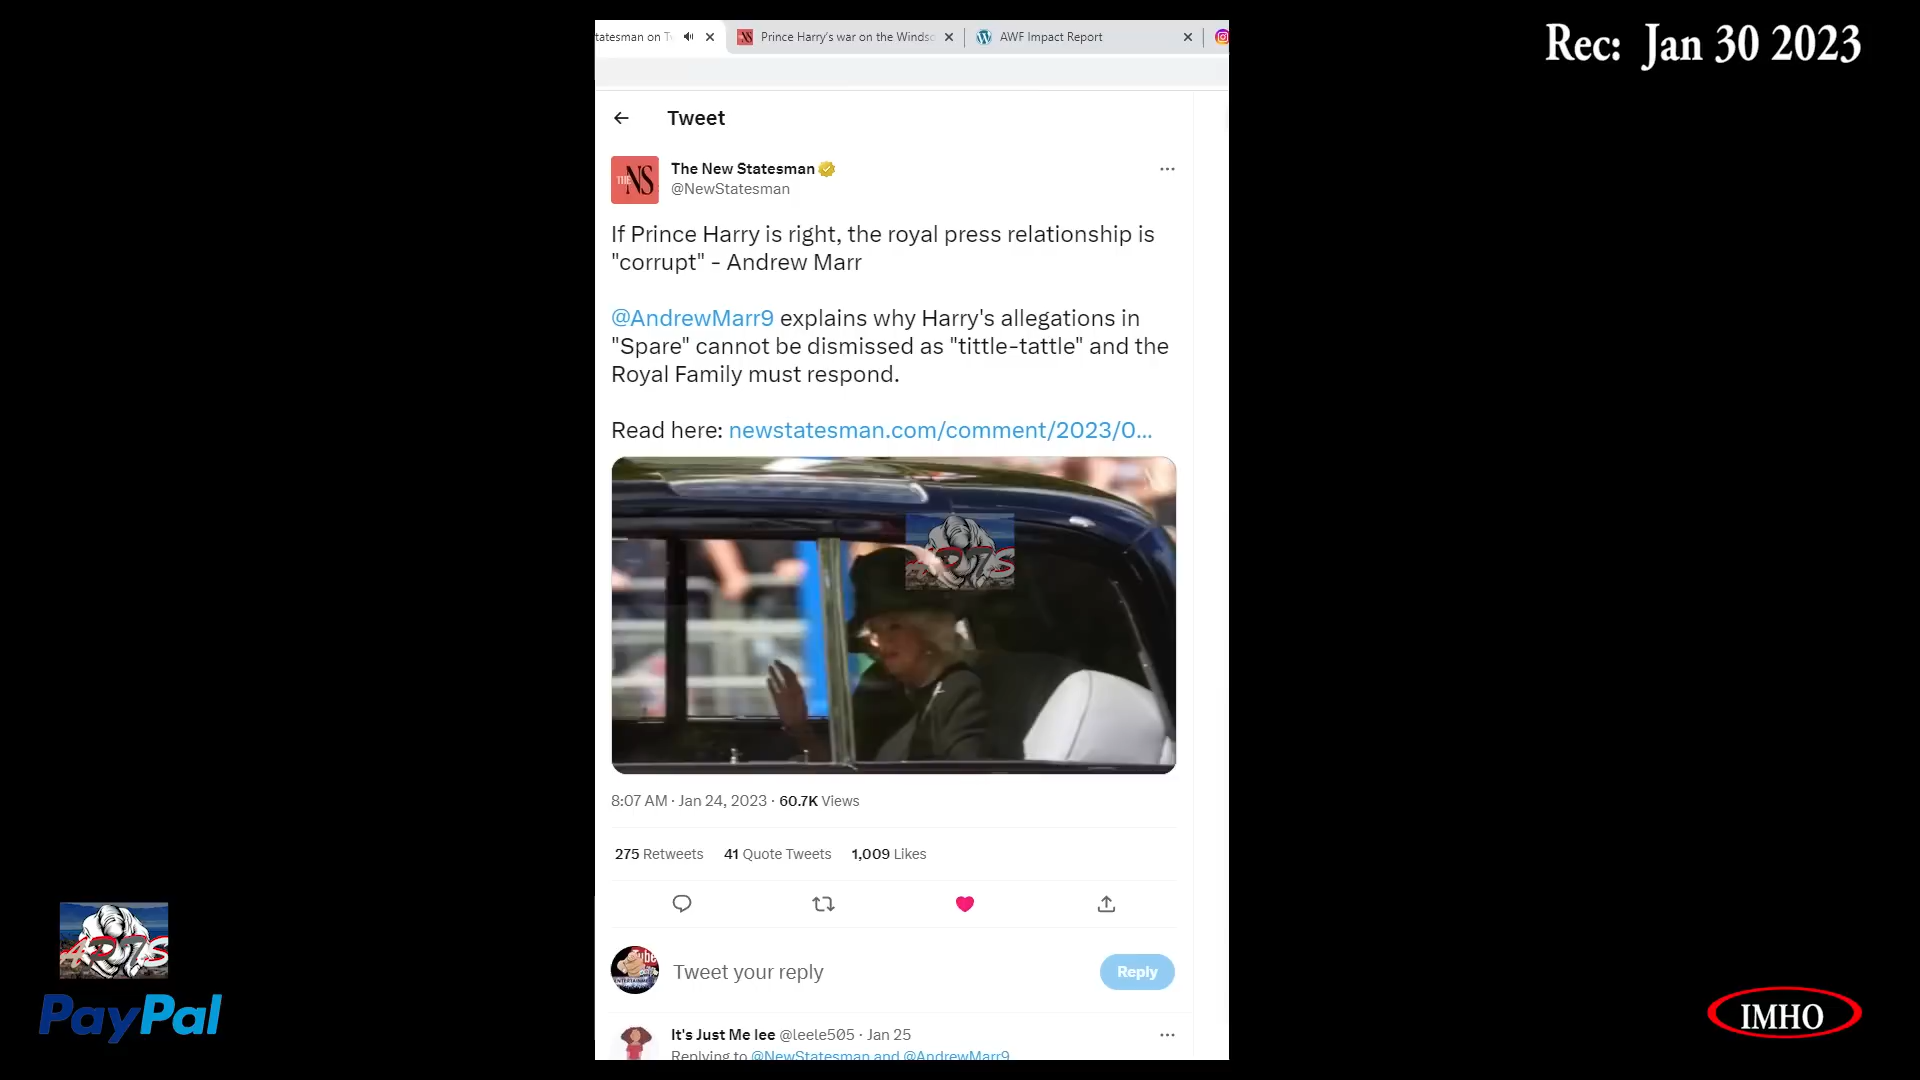 tatesman on T
Prince Harry's war on the Windso
AWF Impact Report
Rec: Jan 30 2023
Tweet
THE NS
The New Statesman
@NewStatesman
If Prince Harry is right, the royal press relationship is
"corrupt" - Andrew Marr
@AndrewMarr9 explains why Harry's allegations in
"Spare" cannot be dismissed as "tittle-tattle" and the
Royal Family must respond.
Read here: newstatesman.com/comment/2023/0...
8:07 AM · Jan 24, 2023 · 60.7K Views
275 Retweets 41 Quote Tweets 1,009 Likes
Tweet your reply
Reply
It's Just Me lee @leele505 · Jan 25
Replying to @NewStatesman and @AndrewMarr9
PayPal
IMHO